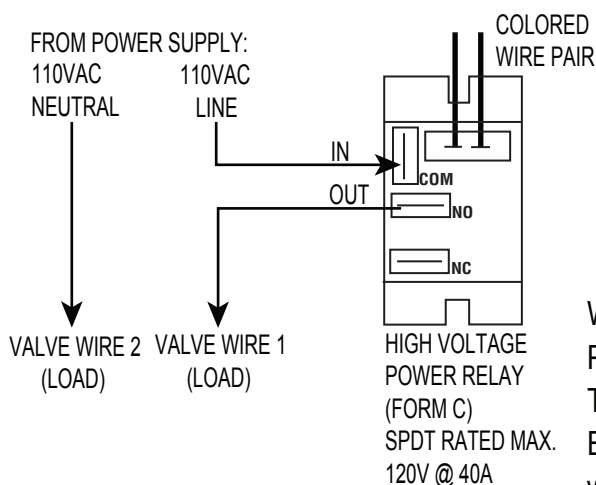 FROM POWER SUPPLY:
110VAC
NEUTRAL
110VAC
LINE
COLORED
WIRE PAIR
IN
COM
OUT
NO
NC
VALVE WIRE 2
(LOAD)
VALVE WIRE 1
(LOAD)
HIGH VOLTAGE
POWER RELAY
(FORM C)
SPDT RATED MAX.
120V @ 40A